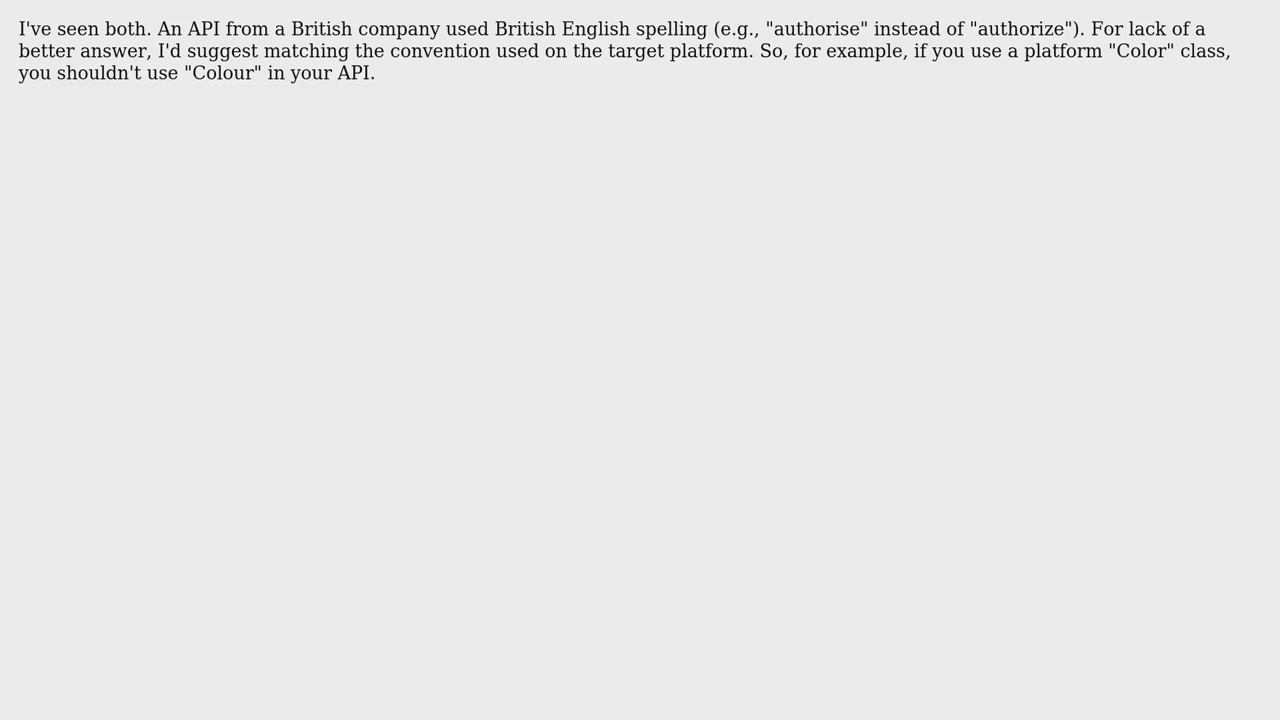 I've seen both. An API from a British company used British English spelling (e.g., "authorise" instead of "authorize"). For lack of a
better answer, I'd suggest matching the convention used on the target platform. So, for example, if you use a platform "Color" class,
you shouldn't use "Colour" in your API.